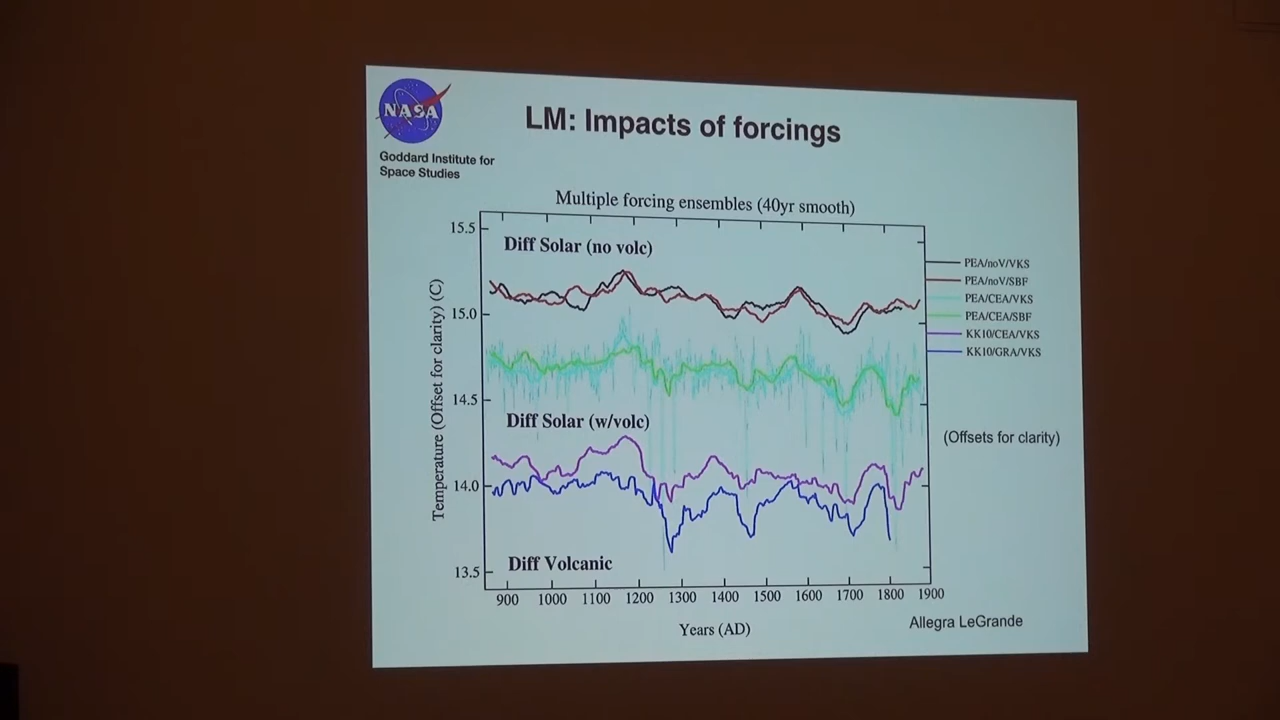 NASA
LM: Impacts of forcings
Goddard Institute for
Space Studies
Multiple forcing ensembles (40yr smooth)
15.5
15.0
14.5
14.0
13.5
Temperature (Offset for clarity) (C)
Diff Solar (no volc)
Diff Solar (w/volc)
Diff Volcanic
PEA/noV/VKS
PEA/noV/SBF
PEA/CEA/VKS
PEA/CEA/SBF
KK10/CEA/VKS
KK10/GRA/VKS
(Offsets for clarity)
900 1000 1100 1200 1300 1400 1500 1600 1700 1800 1900
Years (AD)
Allegra LeGrande